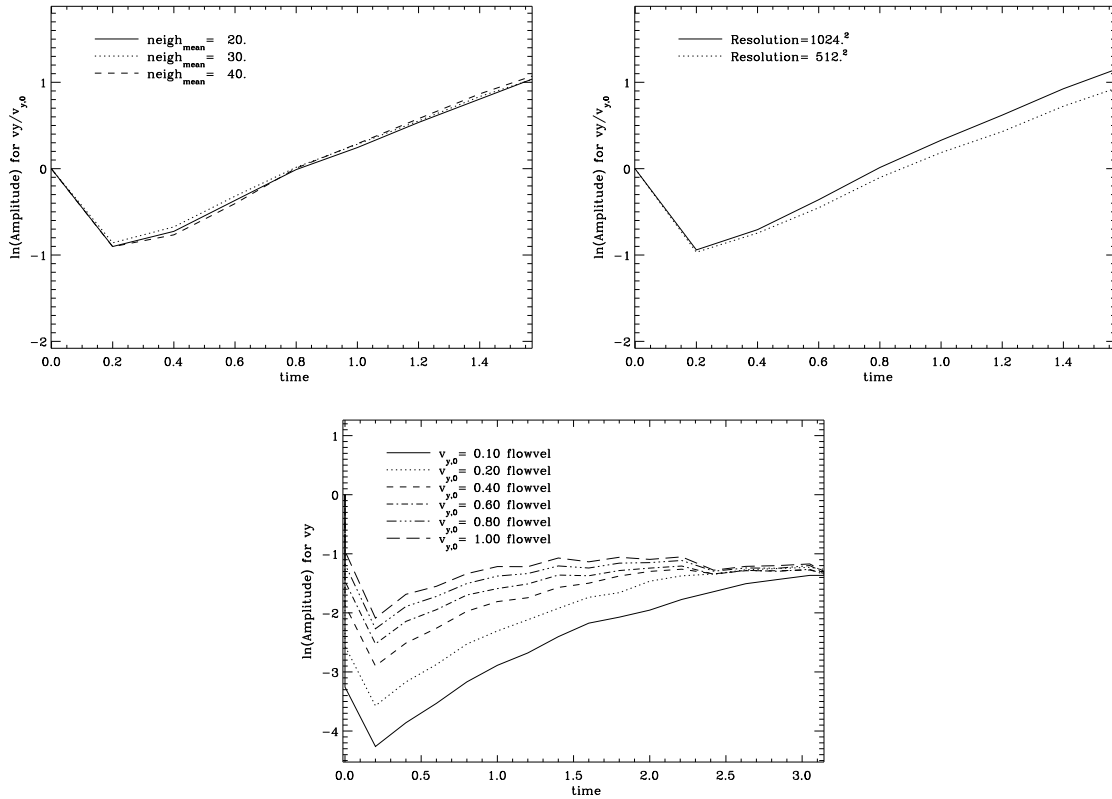 neigh_mean= 20.
neigh_mean= 30.
neigh_mean= 40.
1
0
−1
−2
ln(Amplitude) for vy/v_y,0
0.0 0.2 0.4 0.6 0.8 1.0 1.2 1.4
time
Resolution=1024.²
Resolution= 512.²
1
0
−1
−2
ln(Amplitude) for vy/v_y,0
0.0 0.2 0.4 0.6 0.8 1.0 1.2 1.4
time
v_y,0= 0.10 flowvel
v_y,0= 0.20 flowvel
v_y,0= 0.40 flowvel
v_y,0= 0.60 flowvel
v_y,0= 0.80 flowvel
v_y,0= 1.00 flowvel
1
0
−1
−2
−3
−4
ln(Amplitude) for vy
0.0 0.5 1.0 1.5 2.0 2.5 3.0
time